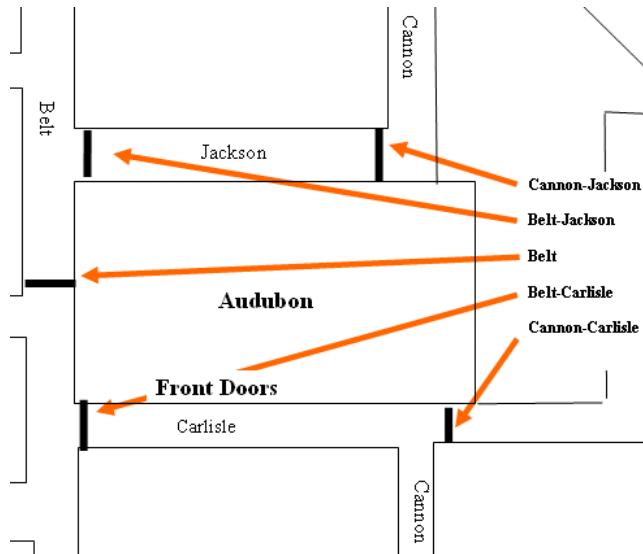 Cannon
Belt
Jackson
Cannon-Jackson
Belt-Jackson
Belt
Audubon
Belt-Carlisle
Cannon-Carlisle
Front Doors
Carlisle
Cannon